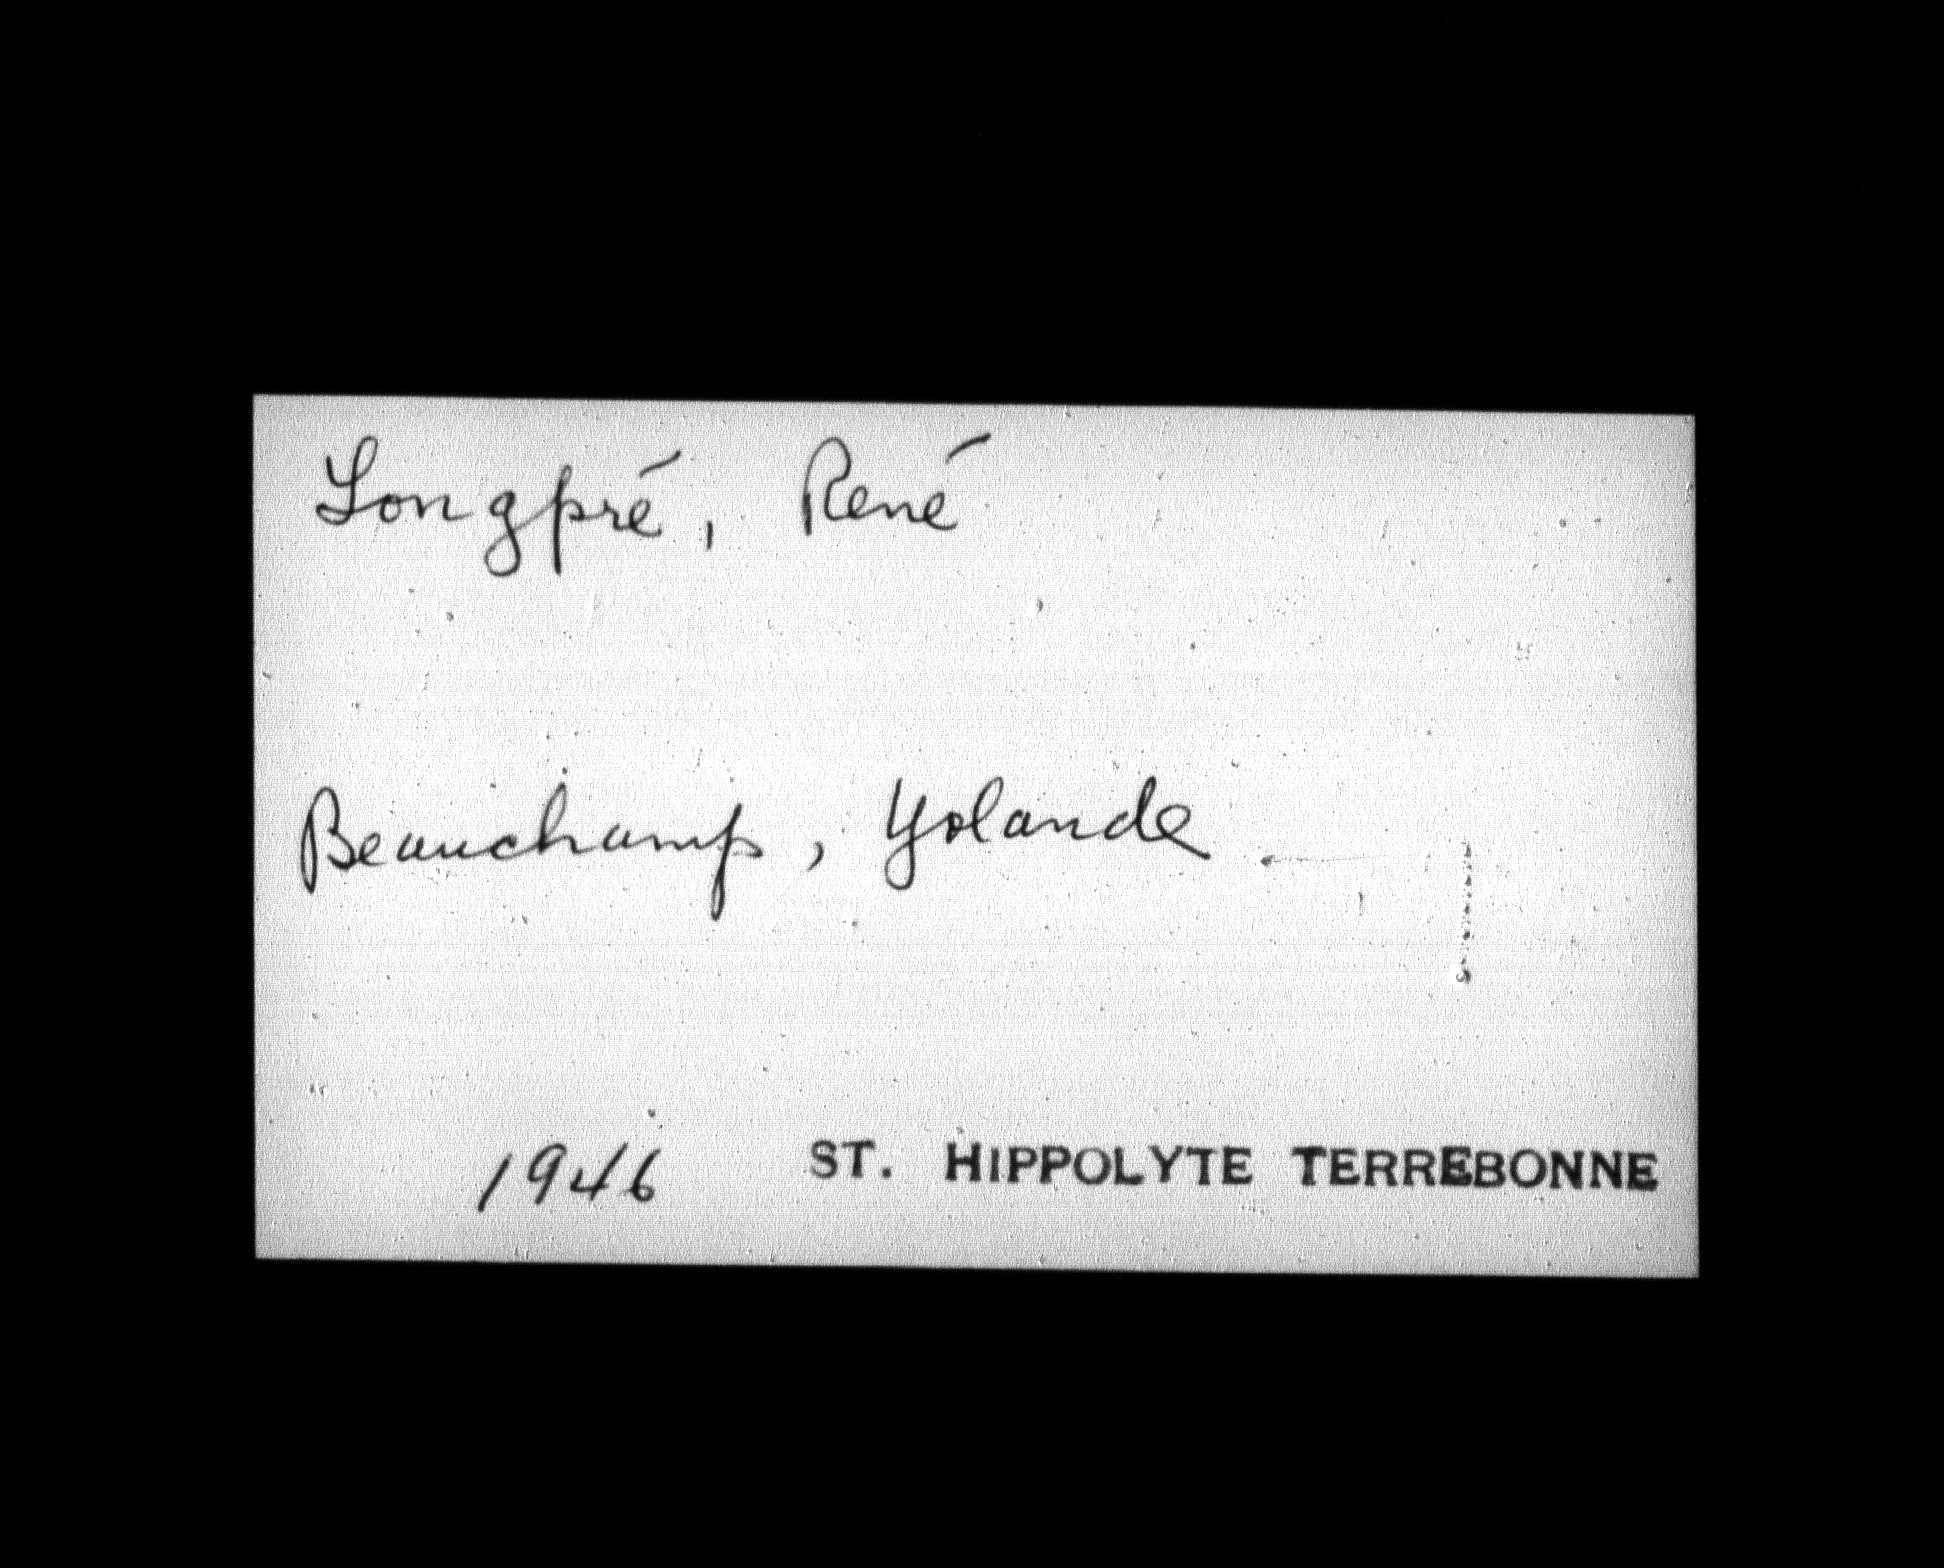 Longpré, René
Beauchamp, Yolande
1946 ST. HIPPOLYTE TERREBONNE